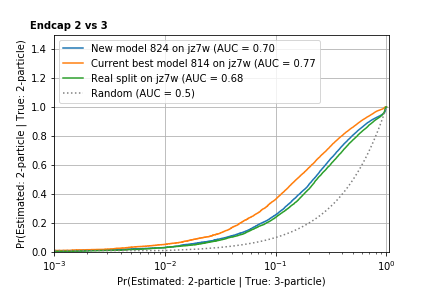 Endcap 2 vs 3
New model 824 on jz7w (AUC = 0.70
Current best model 814 on jz7w (AUC = 0.77
Real split on jz7w (AUC = 0.68
Random (AUC = 0.5)
Pr(Estimated: 2-particle | True: 2-particle)
1.4
1.2
1.0
0.8
0.6
0.4
0.2
0.0
10⁻³ 10⁻² 10⁻¹ 10⁰
Pr(Estimated: 2-particle | True: 3-particle)